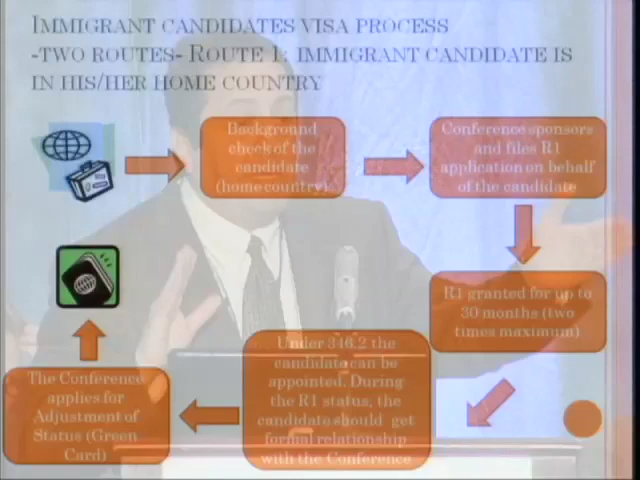 IMMIGRANT CANDIDATES VISA PROCESS
-TWO ROUTES- ROUTE 1: IMMIGRANT CANDIDATE IS
IN HIS/HER HOME COUNTRY
Background
check of the
candidate
(home country)
Conference sponsors
and files R1
application on behalf
of the candidate
R1 granted for up to
30 months (two
times maximum)
Under 346.2 the
candidate can be
appointed. During
the R1 status, the
candidate should get
formal relationship
with the Conference
The Conference
applies for
Adjustment of
Status (Green
Card)